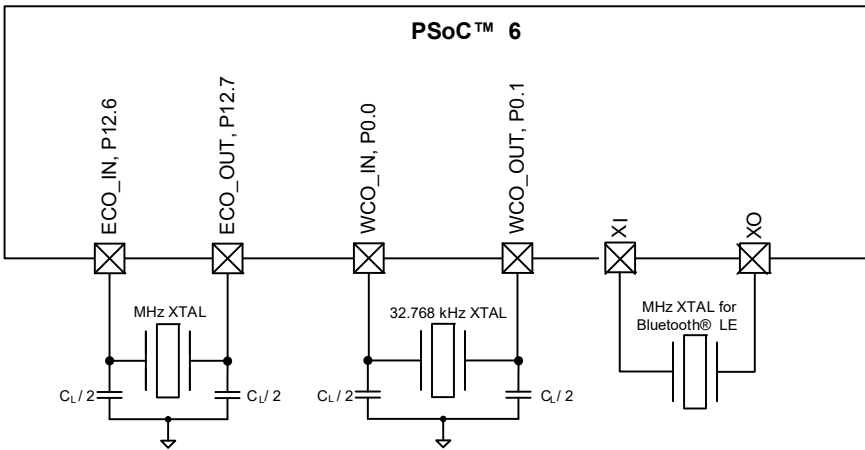 PSoC™ 6
ECO_IN, P12.6
ECO_OUT, P12.7
WCO_IN, P0.0
WCO_OUT, P0.1
XI
XO
MHz XTAL
32.768 kHz XTAL
MHz XTAL for
Bluetooth® LE
CL/ 2
CL/ 2
CL/ 2
CL/ 2